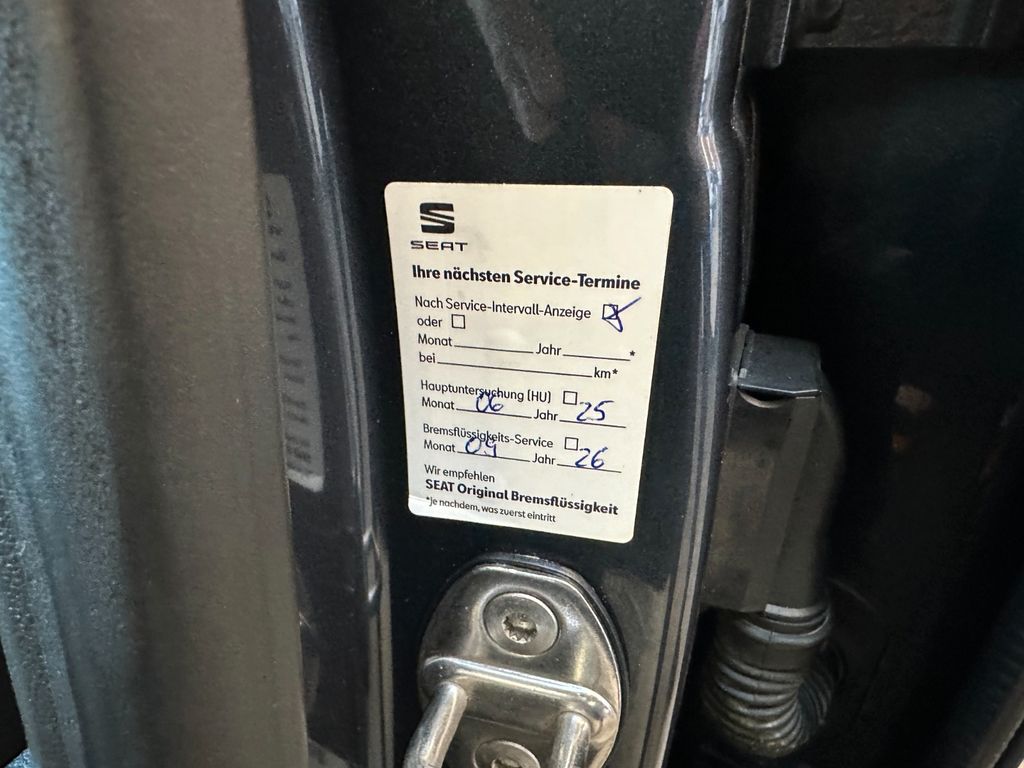 SEAT
Ihre nächsten Service-Termine
Nach Service-Intervall-Anzeige
oder
Monat Jahr *
bei km*
Hauptuntersuchung (HU)
Monat 06 Jahr 25
Bremsflüssigkeits-Service
Monat 09 Jahr 26
Wir empfehlen
SEAT Original Bremsflüssigkeit
*Je nachdem, was zuerst eintritt